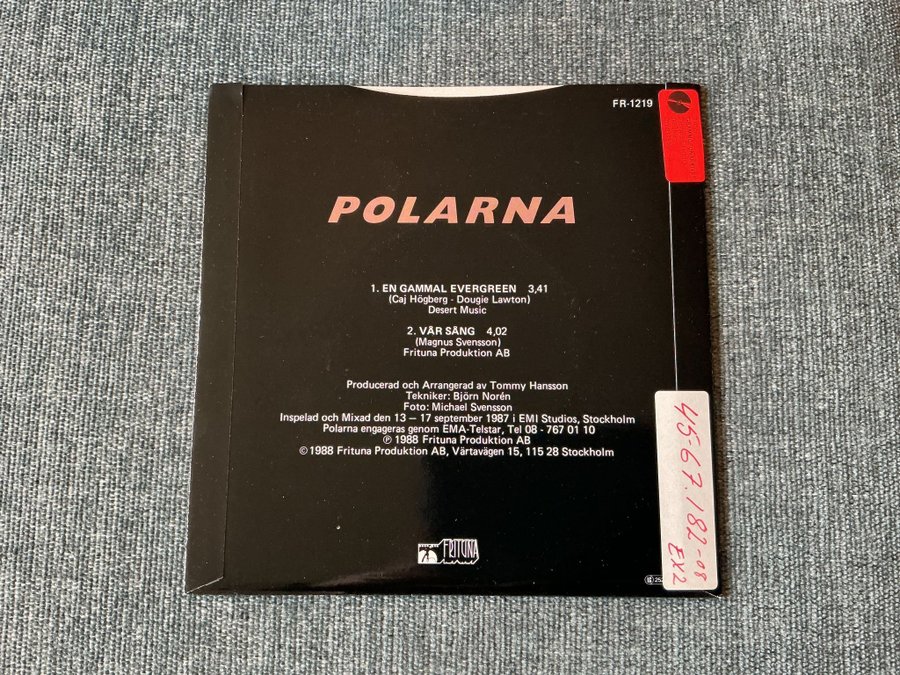 FR-1219
POLARNA
1. EN GAMMAL EVERGREEN 3,41
(Caj Högberg - Dougie Lawton)
Desert Music
2. VÅR SÅNG 4,02
(Magnus Svensson)
Frituna Produktion AB
Producerad och Arrangerad av Tommy Hansson
Tekniker: Björn Norén
Foto: Michael Svensson
Inspelad och Mixad den 13 — 17 september 1987 i EMI Studios, Stockholm
Polarna engageras genom EMA-Telstar, Tel 08 - 767 01 10
℗ 1988 Frituna Produktion AB
© 1988 Frituna Produktion AB, Värtavägen 15, 115 28 Stockholm
FRITUNA
45-67.182-08
EX2